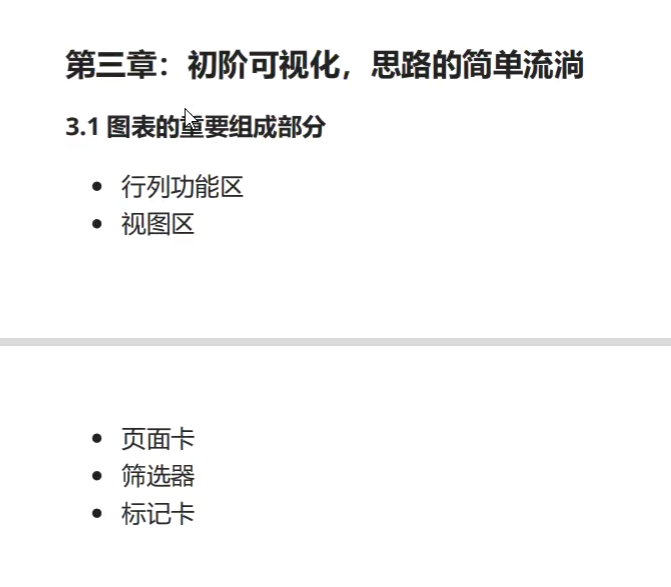 第三章：初阶可视化，思路的简单流淌
3.1 图表的重要组成部分
行列功能区
视图区
页面卡
筛选器
标记卡